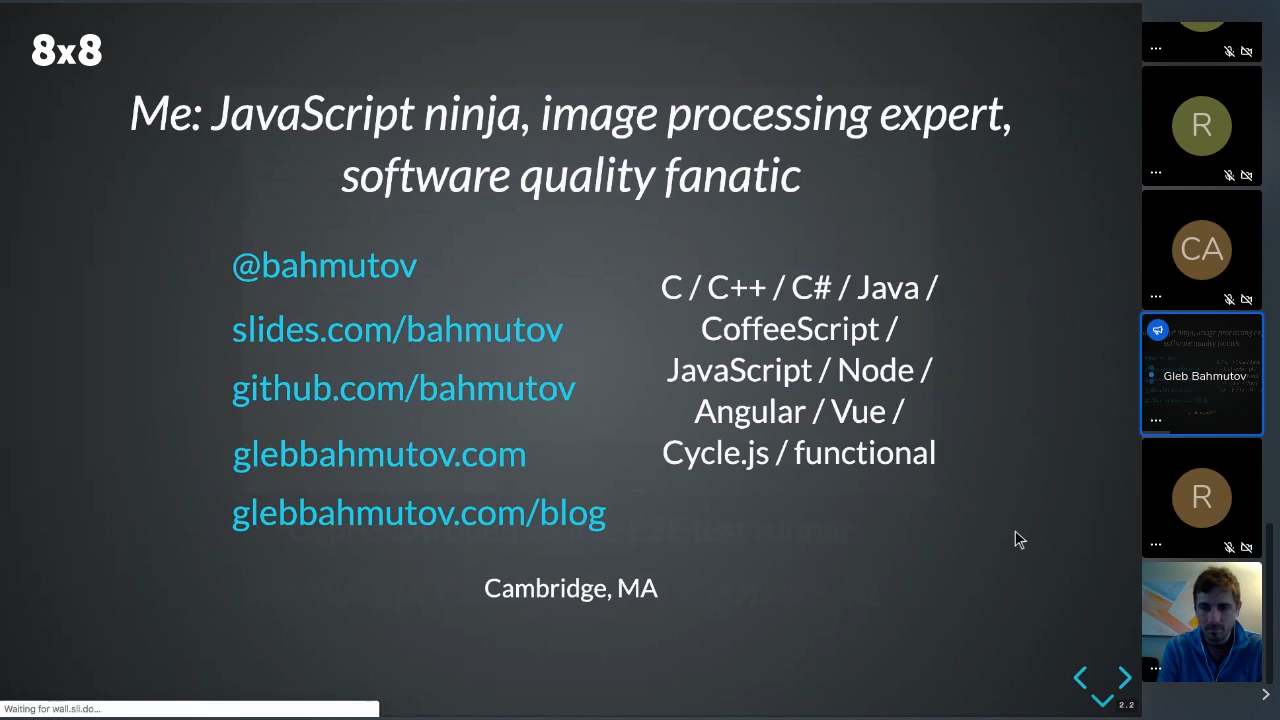 8x8
Me: JavaScript ninja, image processing expert,
software quality fanatic
@bahmutov
slides.com/bahmutov
github.com/bahmutov
glebbahmutov.com
glebbahmutov.com/blog
C / C++ / C# / Java /
CoffeeScript /
JavaScript / Node /
Angular / Vue /
Cycle.js / functional
Cambridge, MA
2.2
Waiting for wall.sli.do...
R
CA
Gleb Bahmutov
R